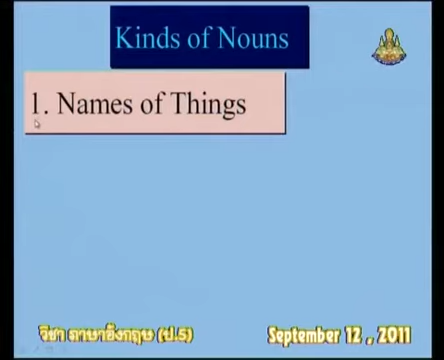 Kinds of Nouns
1. Names of Things
วิชา ภาษาอังกฤษ (ป.5)
September 12 , 2011